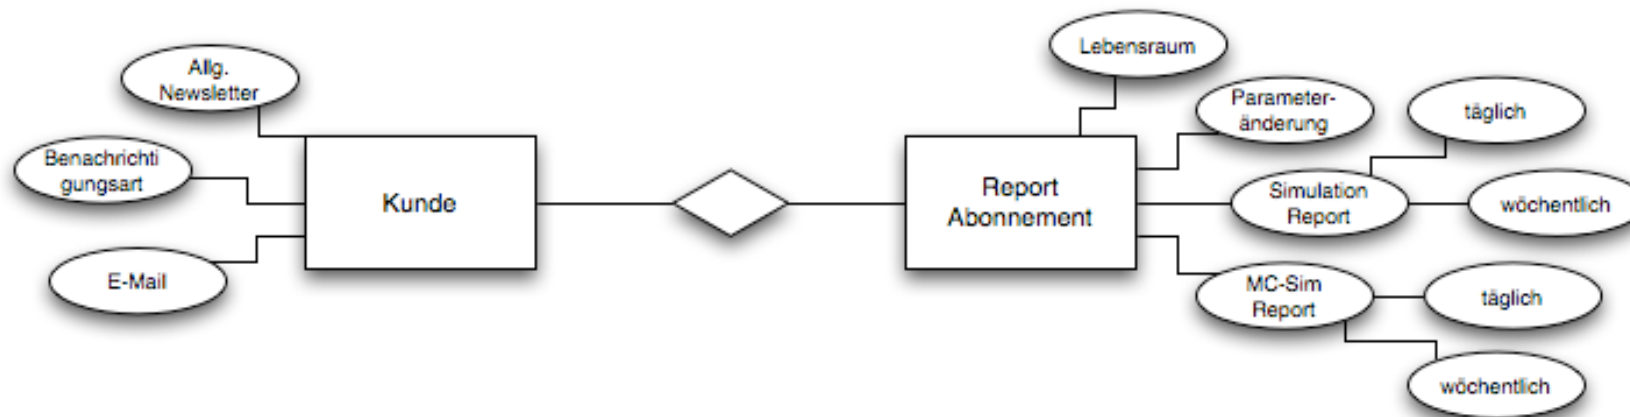 Allg.
Newsletter
Benachrichti
gungsart
E-Mail
Kunde
Report
Abonnement
Lebensraum
Parameter-
änderung
täglich
Simulation
Report
wöchentlich
MC-Sim
Report
täglich
wöchentlich